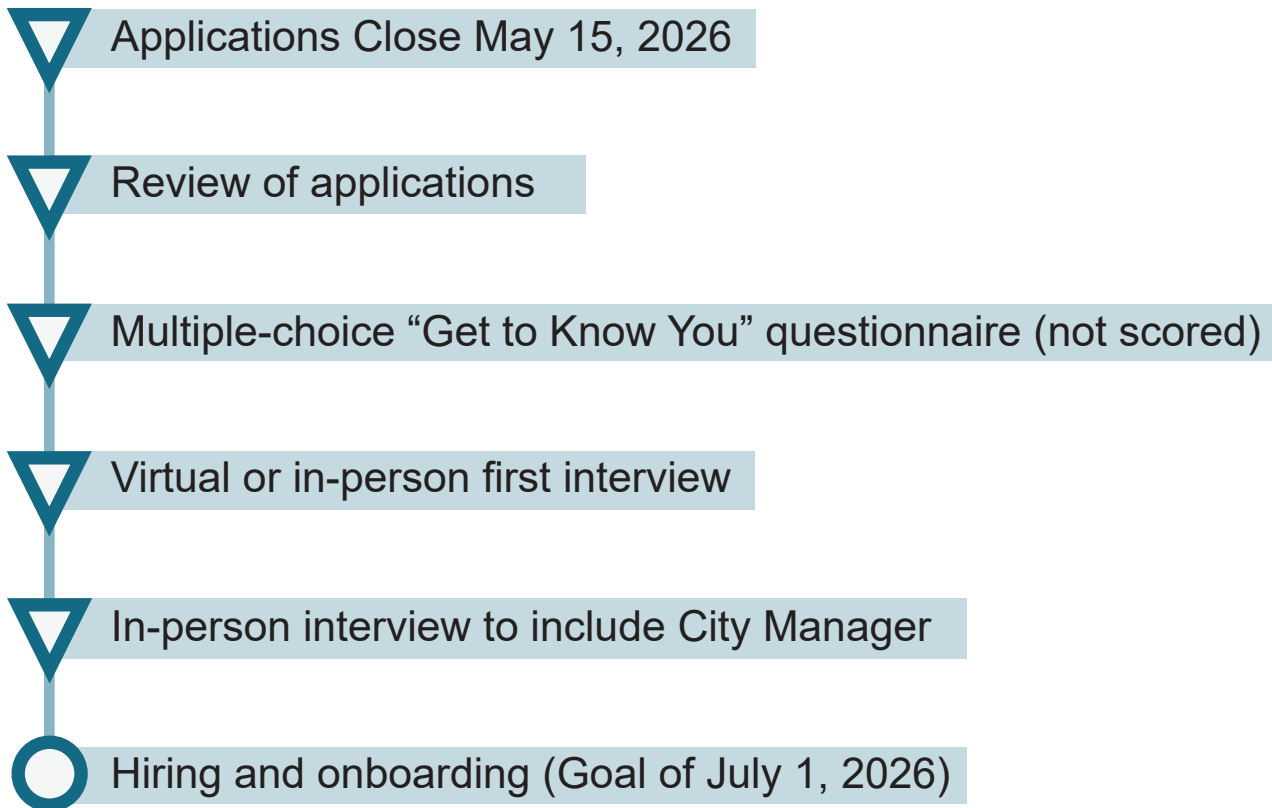 Applications Close May 15, 2026
Review of applications
Multiple-choice “Get to Know You” questionnaire (not scored)
Virtual or in-person first interview
In-person interview to include City Manager
Hiring and onboarding (Goal of July 1, 2026)